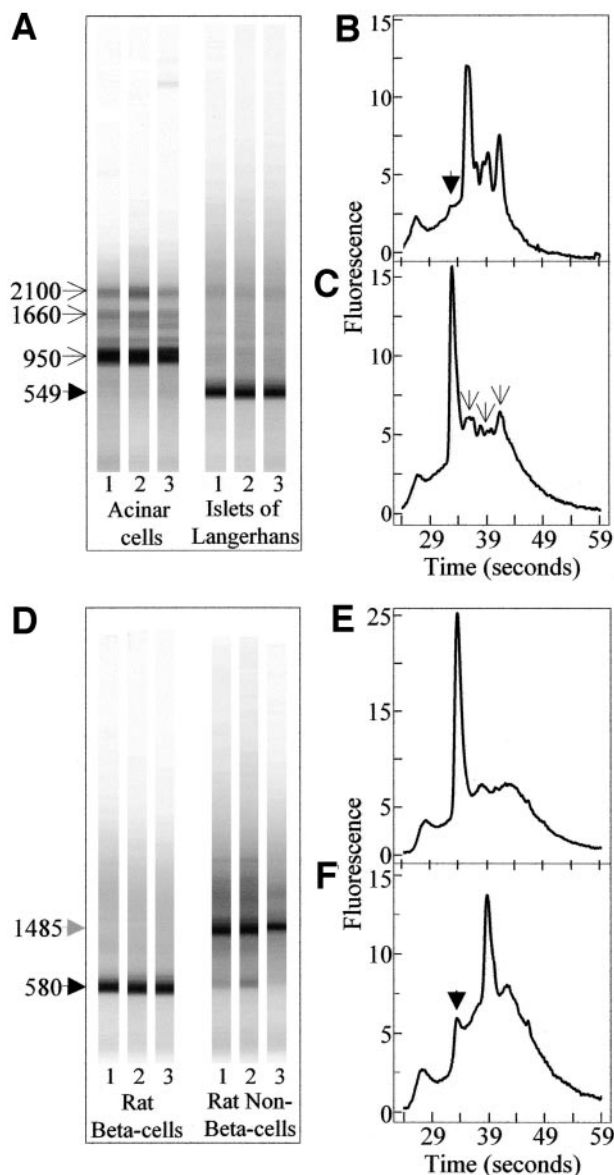 A
2100
1660
950
549
1 2 3 1 2 3
Acinar cells
Islets of Langerhans
B
15
10
5
0
C
Fluorescence
15
10
5
0
29 39 49 59
Time (seconds)
D
1485
580
1 2 3 1 2 3
Rat Beta-cells
Rat Non-Beta-cells
E
25
15
5
0
F
Fluorescence
15
10
5
0
29 39 49 59
Time (seconds)